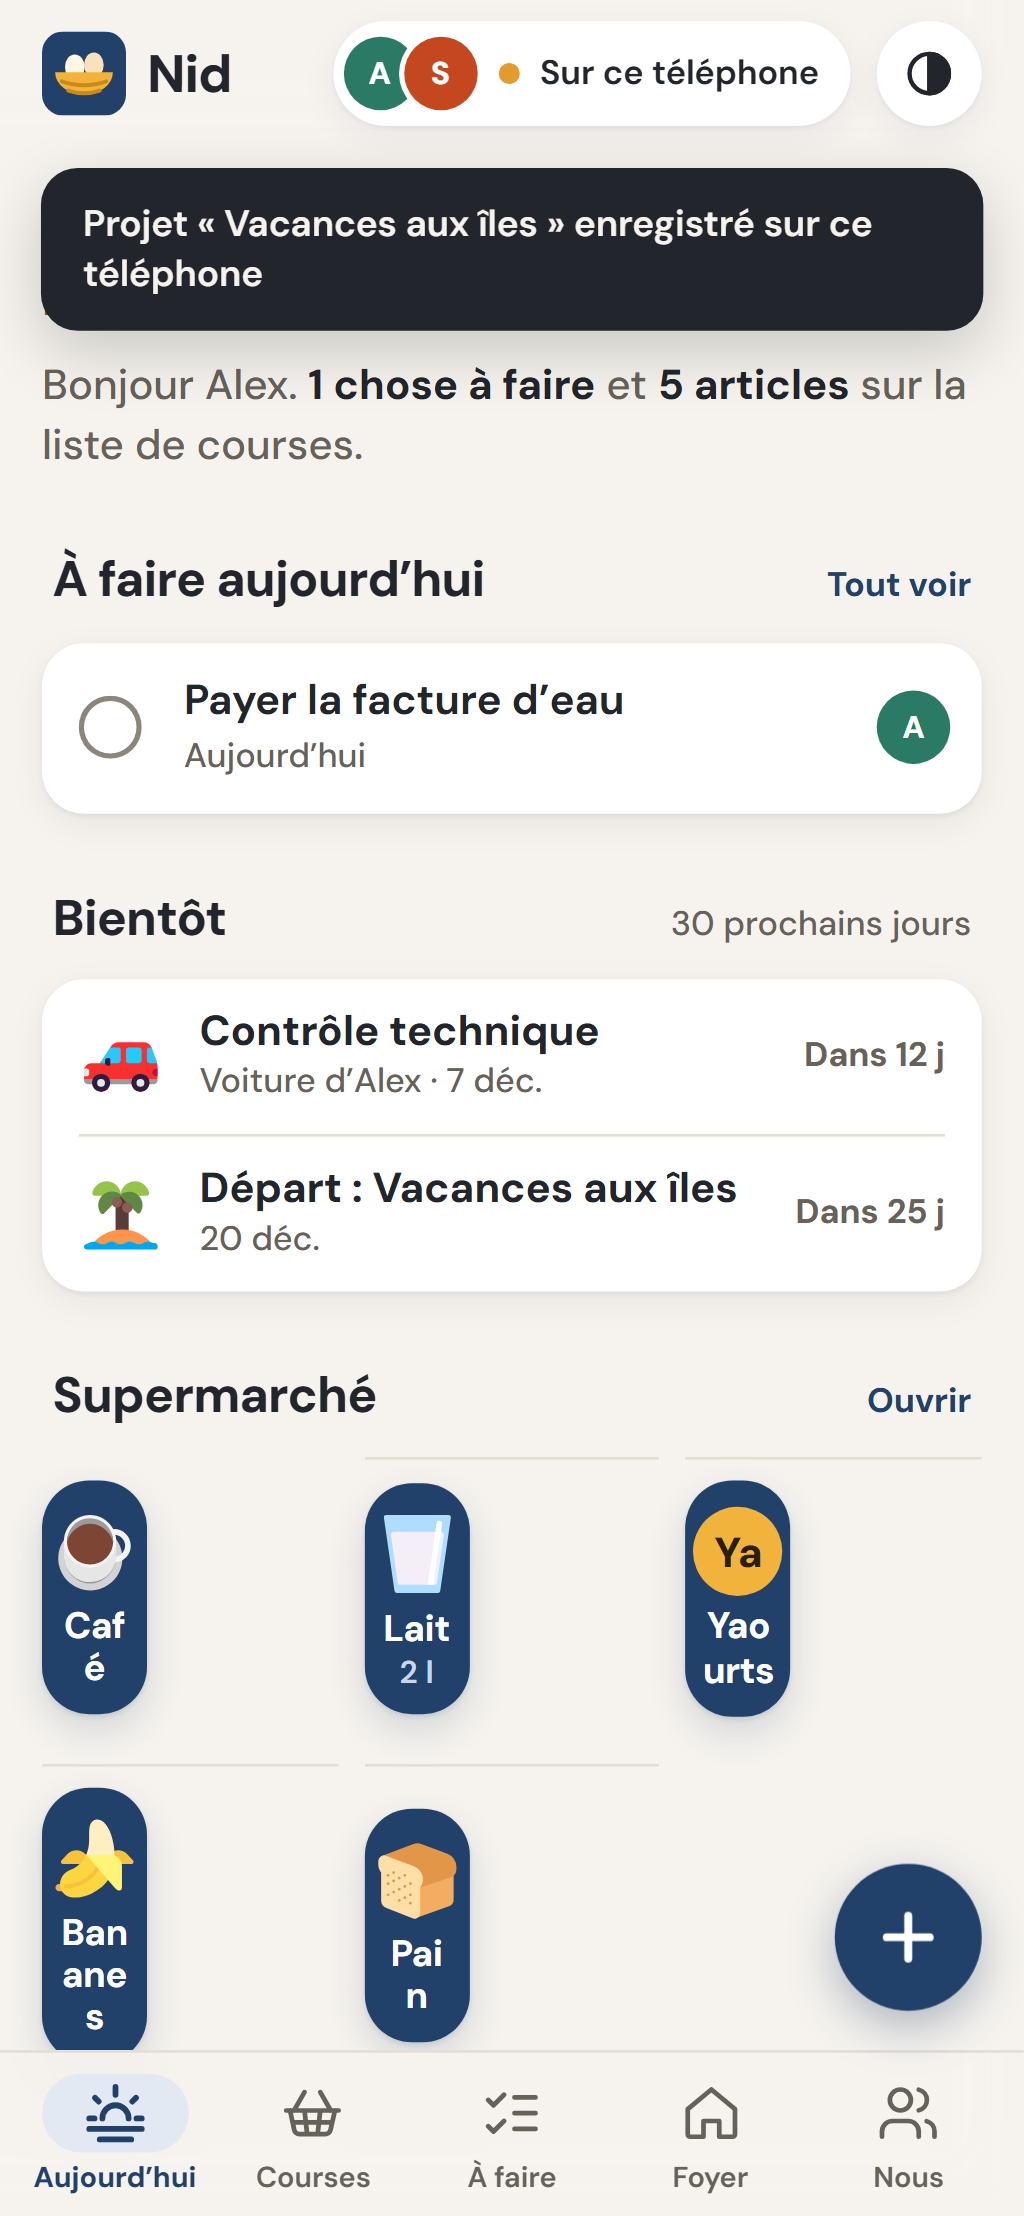 Nid
A
S
Sur ce téléphone
Projet « Vacances aux îles » enregistré sur ce
téléphone
Bonjour Alex. 1 chose à faire et 5 articles sur la
liste de courses.
À faire aujourd’hui
Tout voir
Payer la facture d’eau
Aujourd’hui
A
Bientôt
30 prochains jours
Contrôle technique
Voiture d’Alex · 7 déc.
Dans 12 j
Départ : Vacances aux îles
20 déc.
Dans 25 j
Supermarché
Ouvrir
Caf
é
Lait
2 l
Ya
Yao
urts
Ban
ane
s
Pai
n
Aujourd’hui
Courses
À faire
Foyer
Nous